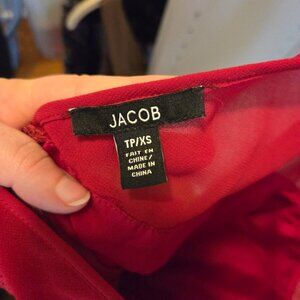 JACOB
TP/XS
FAIT EN
CHINE/
MADE IN
CHINA